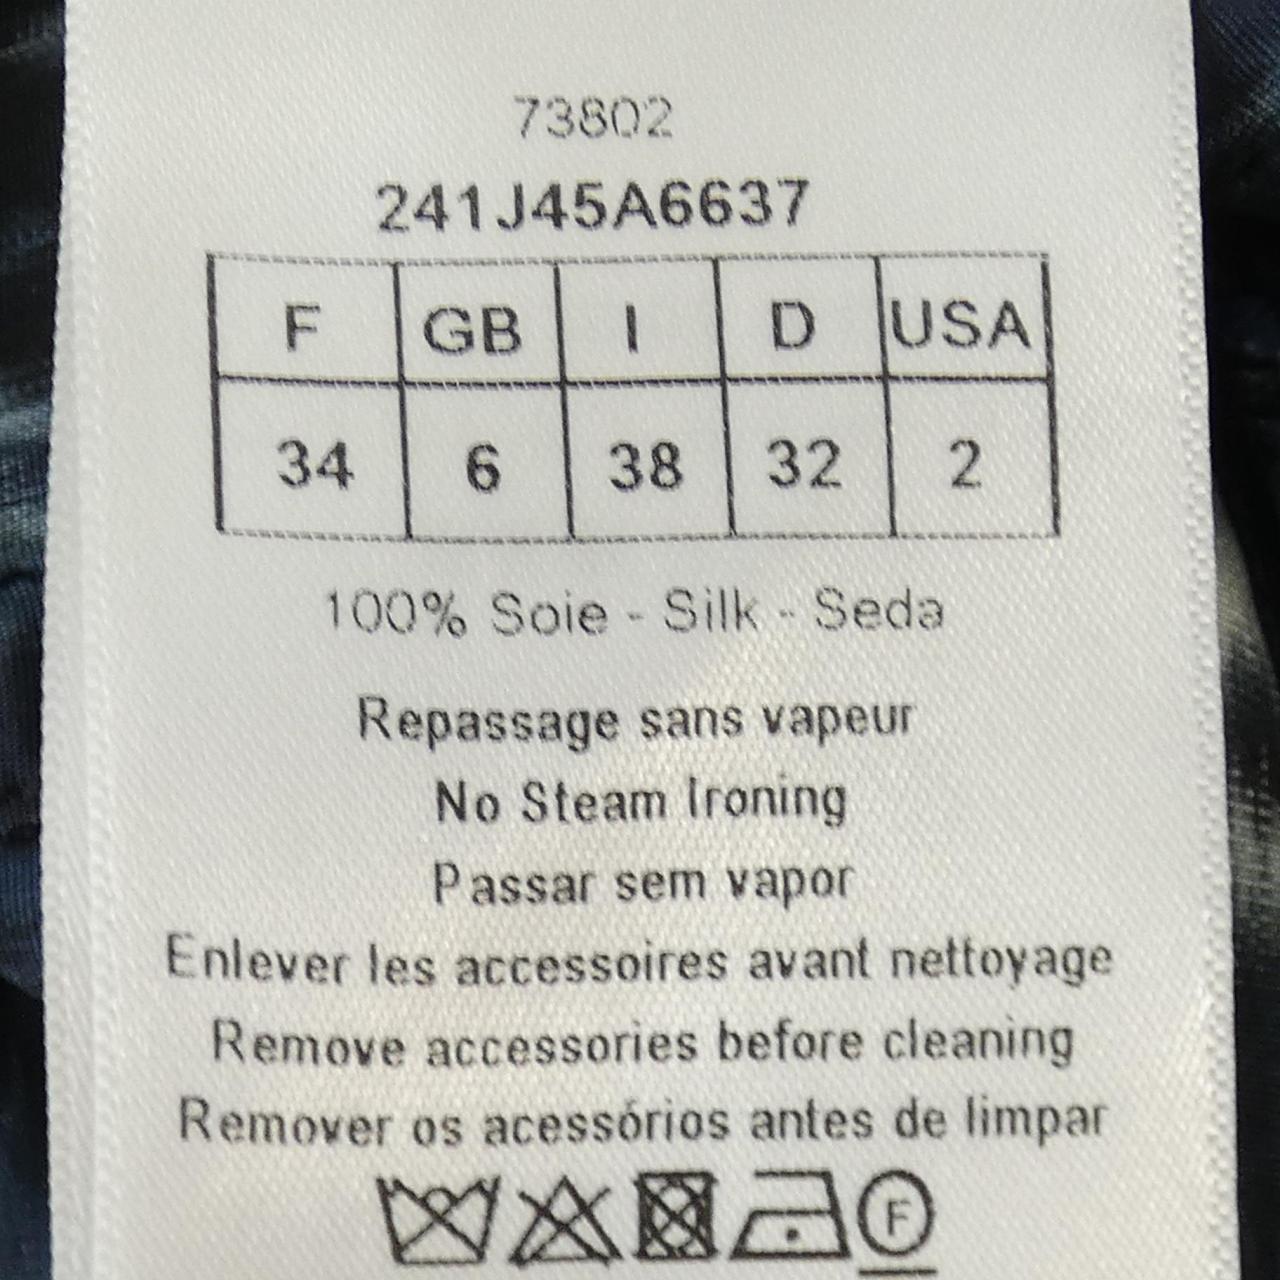 73802
241J45A6637
F GB I D USA
34 6 38 32 2
100% Soie - Silk - Seda
Repassage sans vapeur
No Steam Ironing
Passar sem vapor
Enlever les accessoires avant nettoyage
Remove accessories before cleaning
Remover os acessórios antes de limpar
F